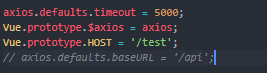 axios.defaults.timeout = 5000;
Vue.prototype.$axios = axios;
Vue.prototype.HOST = '/test';
// axios.defaults.baseURL = '/api';